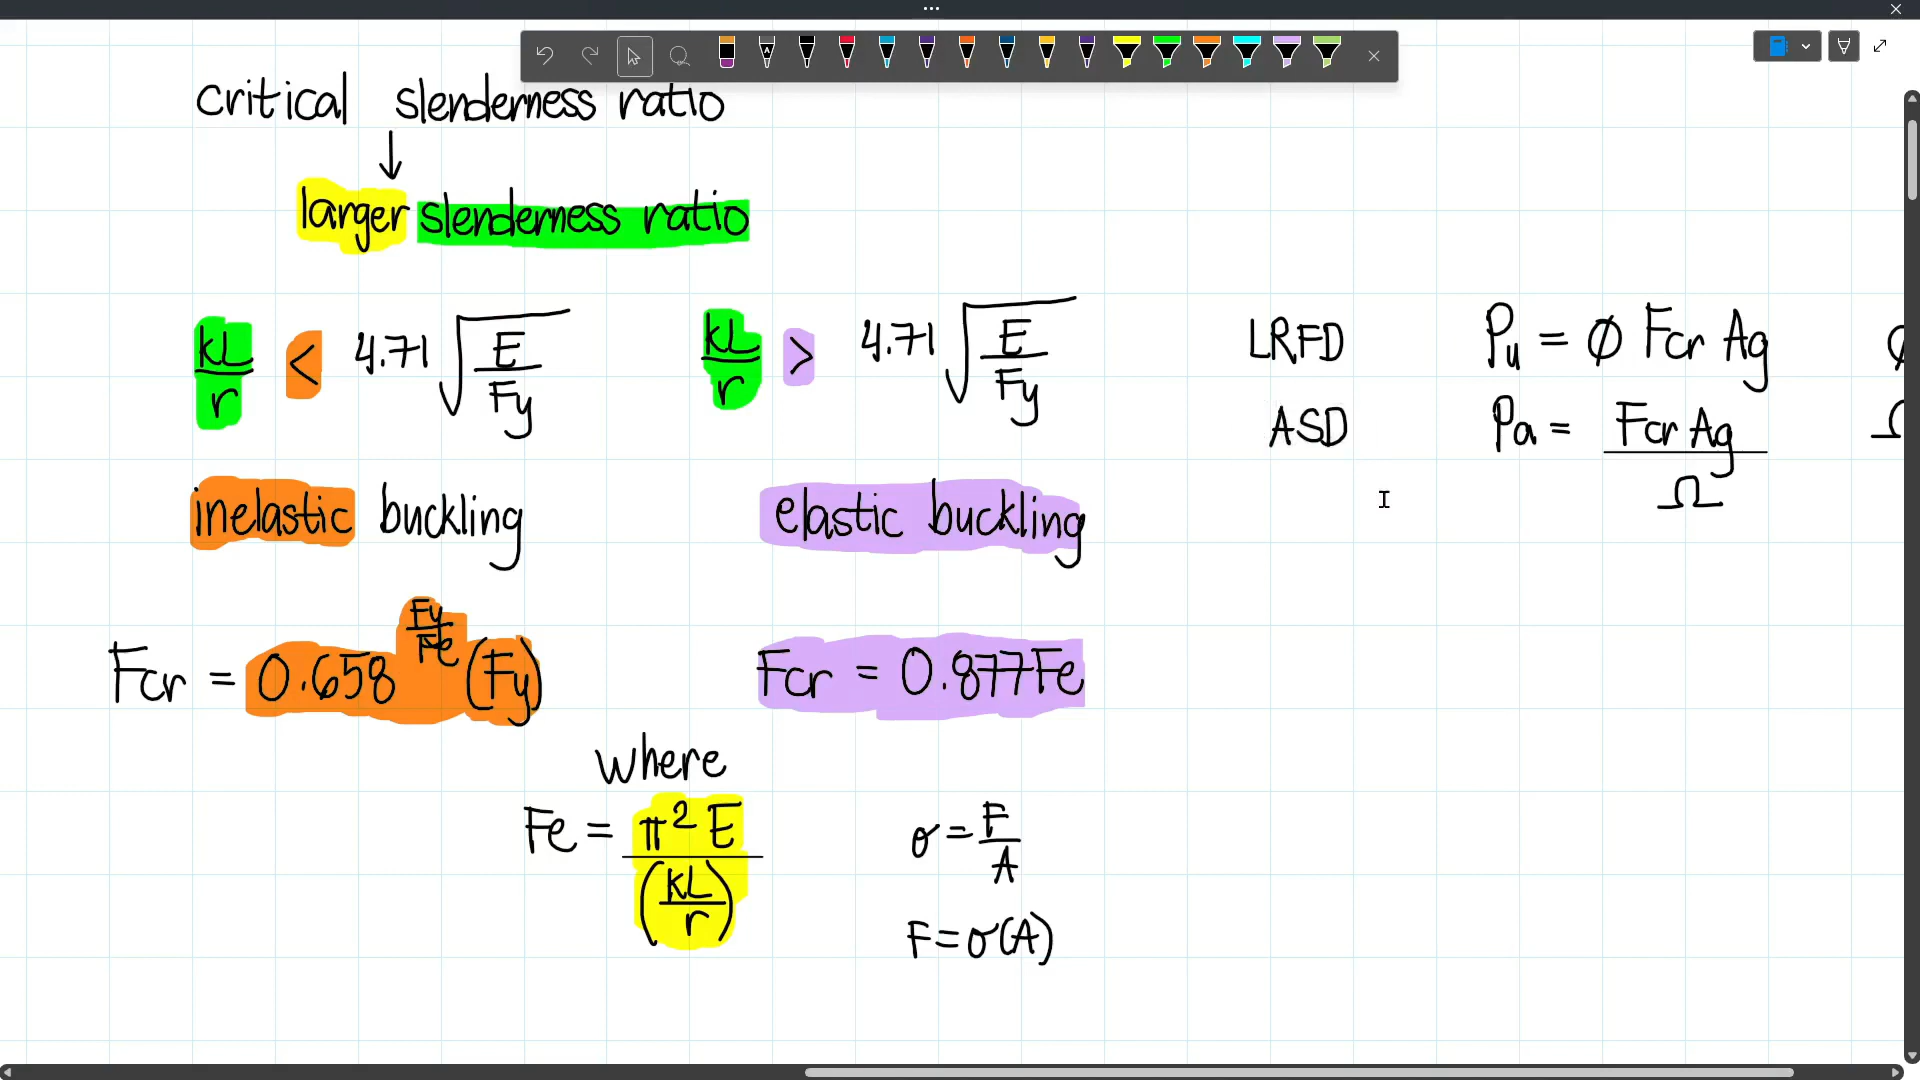 critical slenderness ratio
↓
larger slenderness ratio
kL/r < 4.71 √(E/Fy)
kL/r > 4.71 √(E/Fy)
LRFD Pu = ∅ Fcr Ag
ASD Pa = Fcr Ag / Ω
inelastic buckling
elastic buckling
Fcr = 0.658^(Fy/Fe) (Fy)
Fcr = 0.877Fe
where
Fe = π² E / (kL/r)
σ = F/A
F = σ(A)